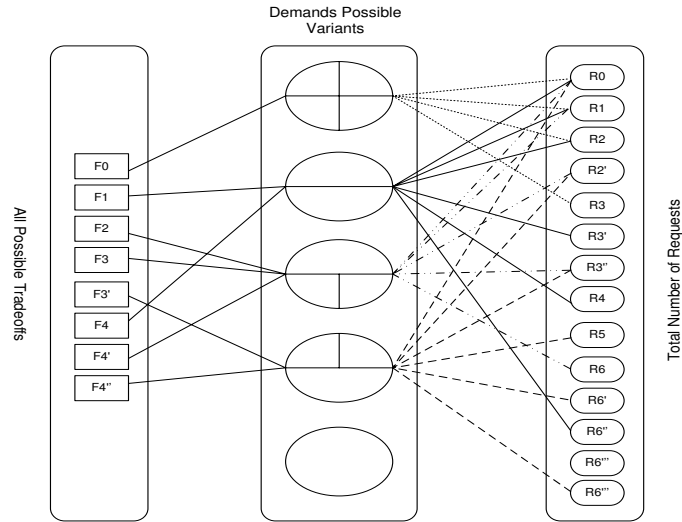 Demands Possible
Variants
All Possible Tradeoffs
F0
F1
F2
F3
F3'
F4
F4'
F4''
R0
R1
R2
R2'
R3
R3'
R3''
R4
R5
R6
R6'
R6''
R6'''
R6'''
Total Number of Requests